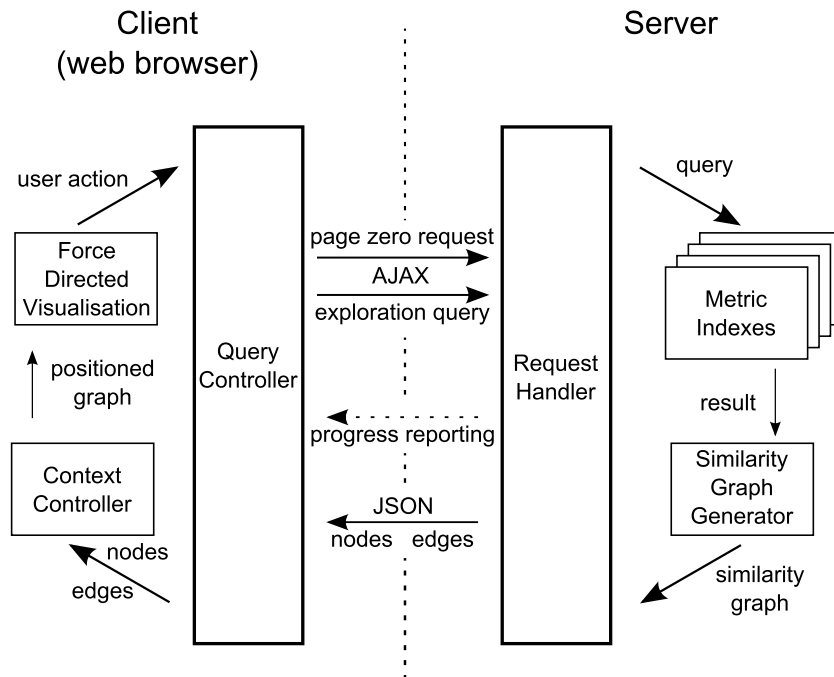 Client
(web browser)
Server
user action
Force
Directed
Visualisation
positioned
graph
Context
Controller
nodes
edges
Query
Controller
page zero request
AJAX
exploration query
progress reporting
JSON
nodes edges
Request
Handler
query
Metric
Indexes
result
Similarity
Graph
Generator
similarity
graph